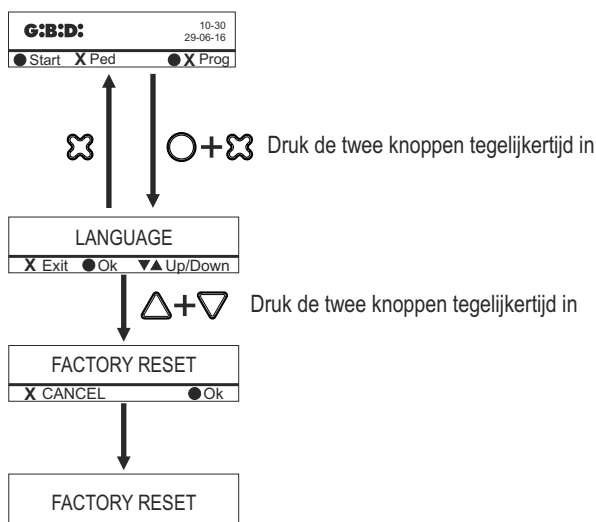 G:B:D: 10-30
29-06-16
● Start X Ped ● X Prog
Druk de twee knoppen tegelijkertijd in
LANGUAGE
X Exit ● Ok ▼▲ Up/Down
Druk de twee knoppen tegelijkertijd in
FACTORY RESET
X CANCEL ● Ok
FACTORY RESET